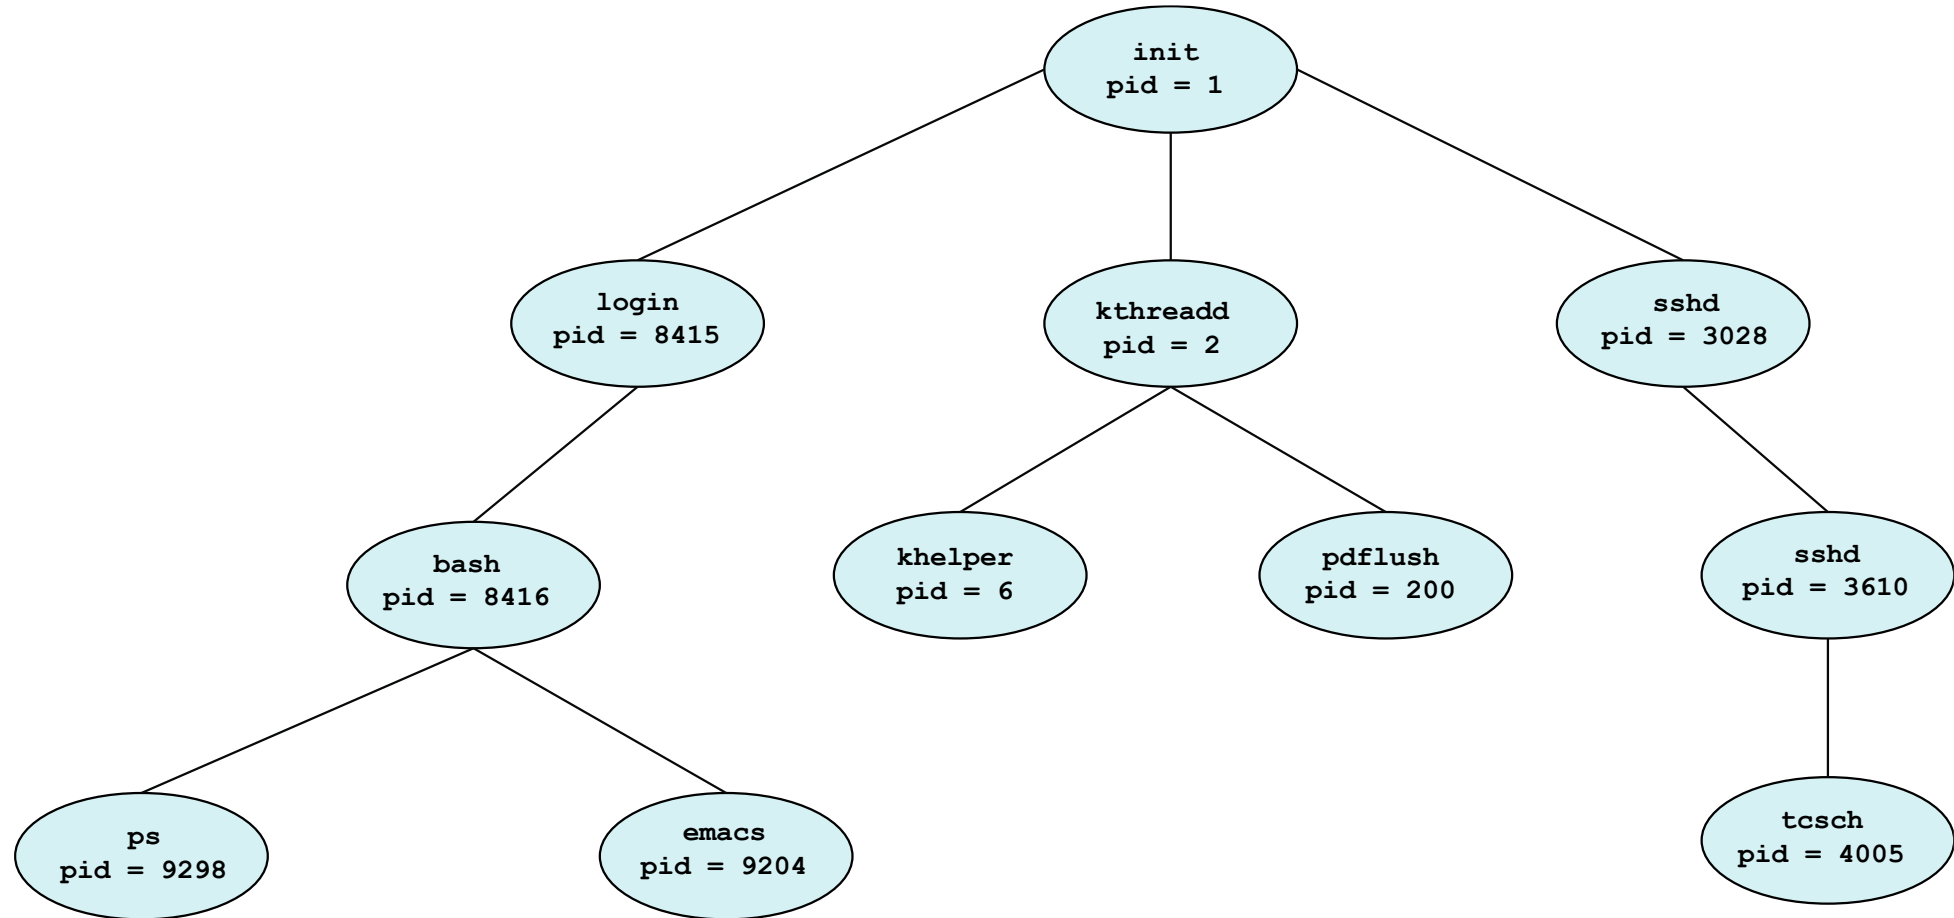 init
pid = 1
login
pid = 8415
kthreadd
pid = 2
sshd
pid = 3028
bash
pid = 8416
khelper
pid = 6
pdflush
pid = 200
sshd
pid = 3610
ps
pid = 9298
emacs
pid = 9204
tcsch
pid = 4005